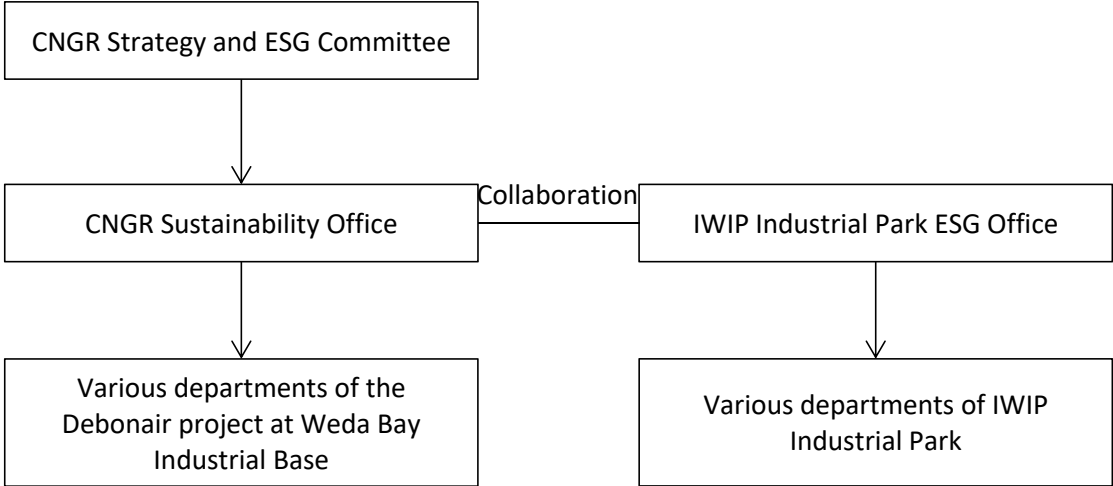 CNGR Strategy and ESG Committee
CNGR Sustainability Office
Collaboration
IWIP Industrial Park ESG Office
Various departments of the
Debonair project at Weda Bay
Industrial Base
Various departments of IWIP
Industrial Park